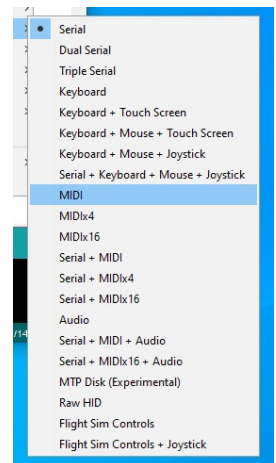 Serial
Dual Serial
Triple Serial
Keyboard
Keyboard + Touch Screen
Keyboard + Mouse + Touch Screen
Keyboard + Mouse + Joystick
Serial + Keyboard + Mouse + Joystick
MIDI
MIDIx4
MIDIx16
Serial + MIDI
Serial + MIDIx4
Serial + MIDIx16
Audio
Serial + MIDI + Audio
Serial + MIDIx16 + Audio
MTP Disk (Experimental)
Raw HID
Flight Sim Controls
Flight Sim Controls + Joystick
/14